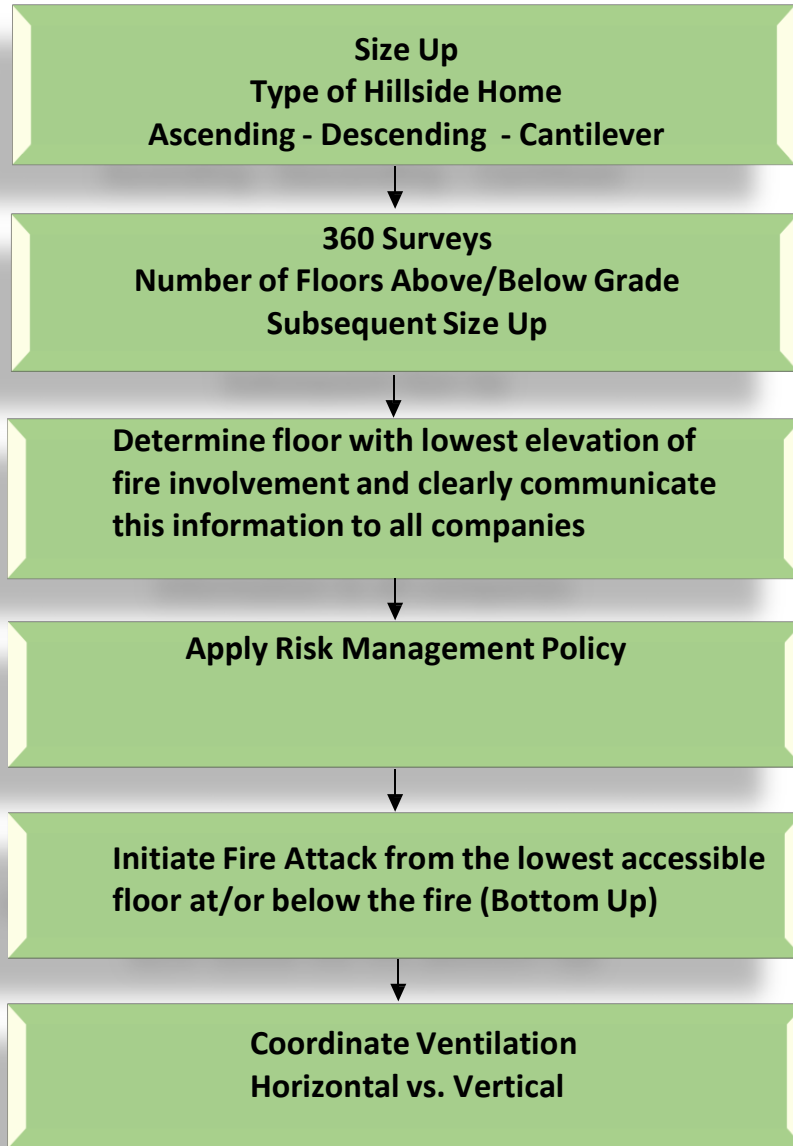 Size Up
Type of Hillside Home
Ascending - Descending - Cantilever
360 Surveys
Number of Floors Above/Below Grade
Subsequent Size Up
Determine floor with lowest elevation of
fire involvement and clearly communicate
this information to all companies
Apply Risk Management Policy
Initiate Fire Attack from the lowest accessible
floor at/or below the fire (Bottom Up)
Coordinate Ventilation
Horizontal vs. Vertical